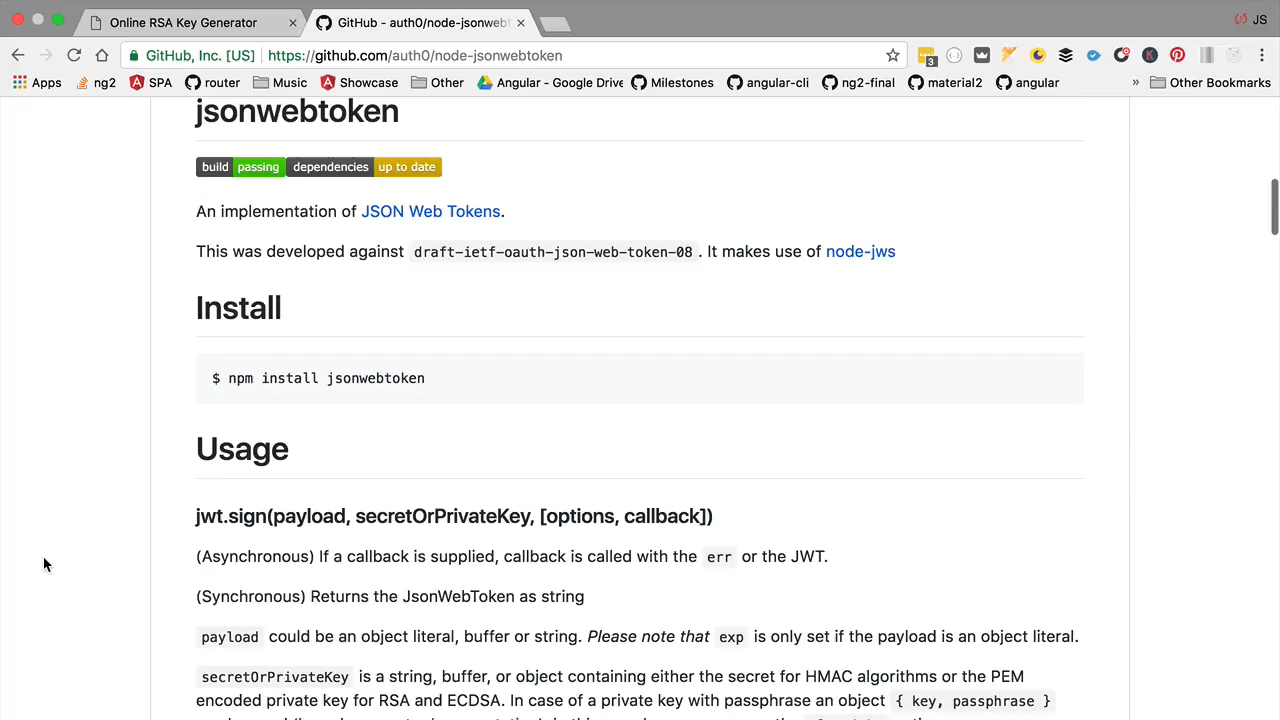 Online RSA Key Generator
GitHub - auth0/node-jsonwebt
JS
GitHub, Inc. [US]
https://github.com/auth0/node-jsonwebtoken
3
K
Apps
ng2
SPA
router
Music
Showcase
Other
Angular - Google Drive
Milestones
angular-cli
ng2-final
material2
angular
»
Other Bookmarks
jsonwebtoken
build passing dependencies up to date
An implementation of JSON Web Tokens.
This was developed against draft-ietf-oauth-json-web-token-08 . It makes use of node-jws
Install
$ npm install jsonwebtoken
Usage
jwt.sign(payload, secretOrPrivateKey, [options, callback])
(Asynchronous) If a callback is supplied, callback is called with the err or the JWT.
(Synchronous) Returns the JsonWebToken as string
payload could be an object literal, buffer or string. Please note that exp is only set if the payload is an object literal.
secretOrPrivateKey is a string, buffer, or object containing either the secret for HMAC algorithms or the PEM
encoded private key for RSA and ECDSA. In case of a private key with passphrase an object { key, passphrase }